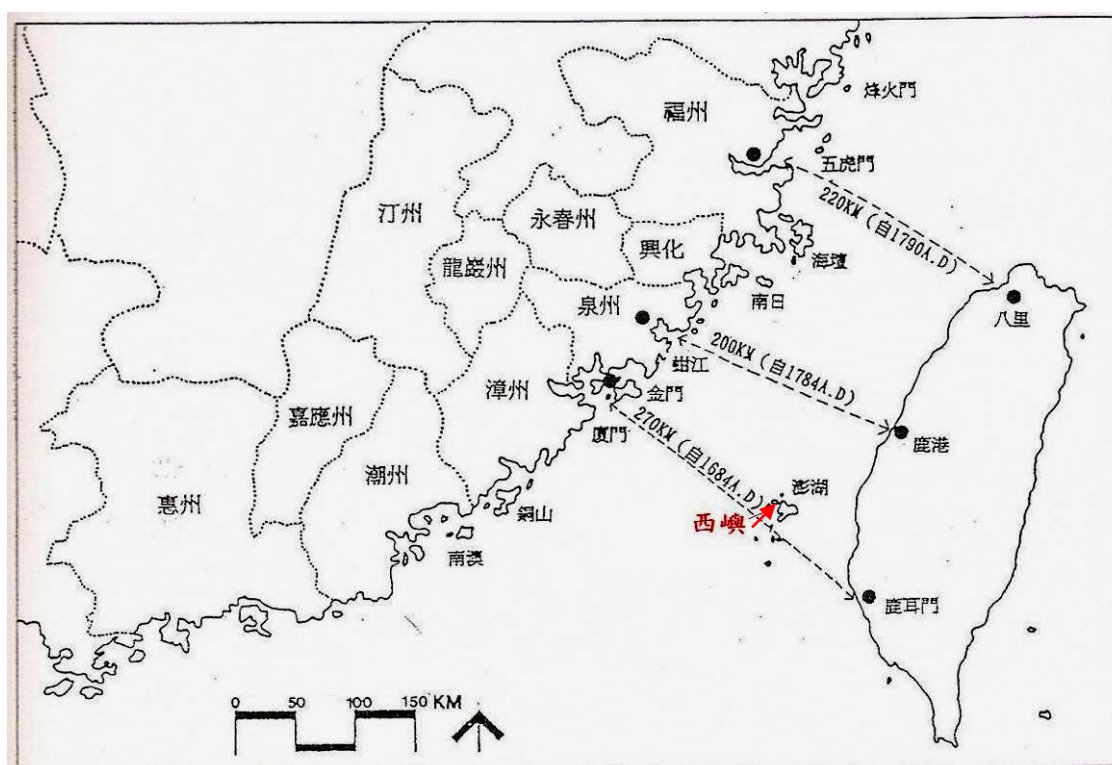 烽火門
福州
五虎門
220KM(自1790A.D)
汀州
永春州
興化
海壇
龍巖州
南日
泉州
八里
蚶江
200KM(自1784A.D)
漳州
金門
廈門
270KM(自1684A.D)
嘉應州
鹿港
潮州
澎湖
惠州
銅山
西嶼
南澳
鹿耳門
0 50 100 150 KM